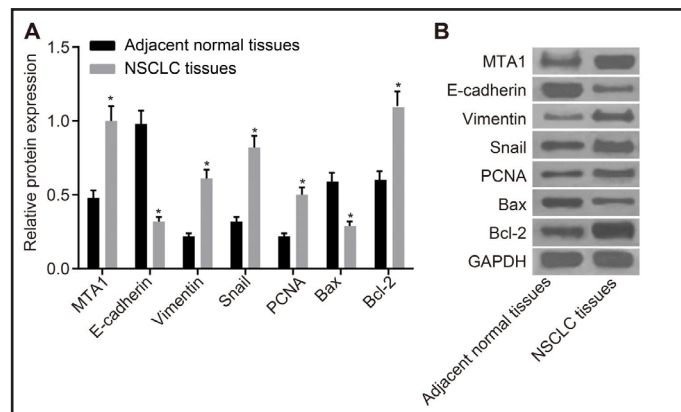 A
Adjacent normal tissues
NSCLC tissues
Relative protein expression
1.5
1.0
0.5
0.0
* * * * * * *
MTA1
E-cadherin
Vimentin
Snail
PCNA
Bax
Bcl-2
B
MTA1
E-cadherin
Vimentin
Snail
PCNA
Bax
Bcl-2
GAPDH
Adjacent normal tissues
NSCLC tissues